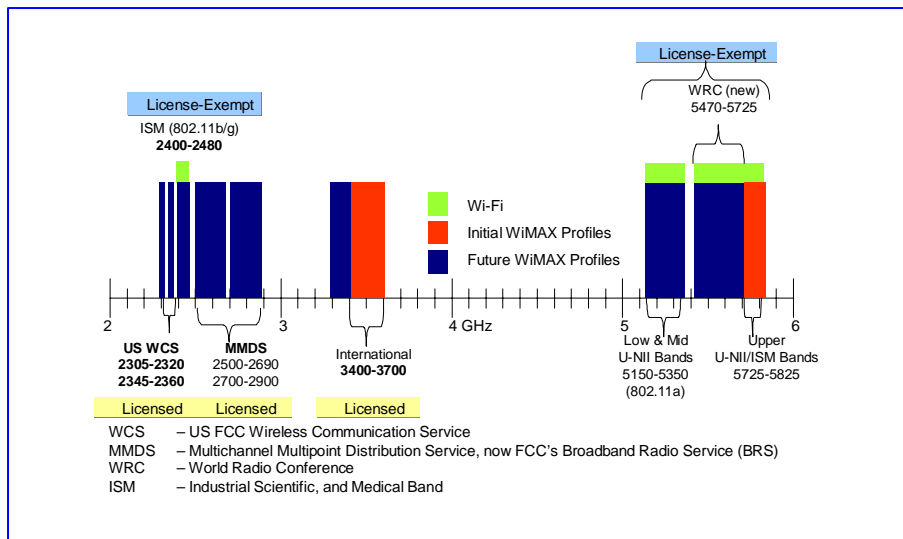 License-Exempt
WRC (new)
5470-5725
License-Exempt
ISM (802.11b/g)
2400-2480
Wi-Fi
Initial WiMAX Profiles
Future WiMAX Profiles
2
3
4 GHz
5
6
US WCS
2305-2320
2345-2360
MMDS
2500-2690
2700-2900
International
3400-3700
Low & Mid
U-NII Bands
5150-5350
(802.11a)
Upper
U-NII/ISM Bands
5725-5825
Licensed
Licensed
Licensed
WCS – US FCC Wireless Communication Service
MMDS – Multichannel Multipoint Distribution Service, now FCC's Broadband Radio Service (BRS)
WRC – World Radio Conference
ISM – Industrial Scientific, and Medical Band